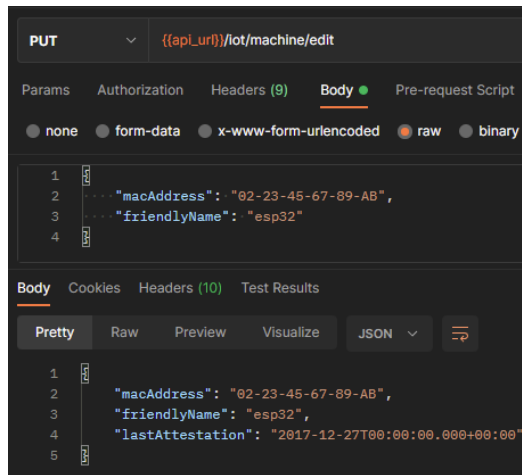 PUT {{api_url}}/iot/machine/edit
Params Authorization Headers (9) Body Pre-request Script
none form-data x-www-form-urlencoded raw binary
1 {
2 "macAddress": "02-23-45-67-89-AB",
3 "friendlyName": "esp32"
4 }
Body Cookies Headers (10) Test Results
Pretty Raw Preview Visualize JSON
1 {
2 "macAddress": "02-23-45-67-89-AB",
3 "friendlyName": "esp32",
4 "lastAttestation": "2017-12-27T00:00:00.000+00:00"
5 }